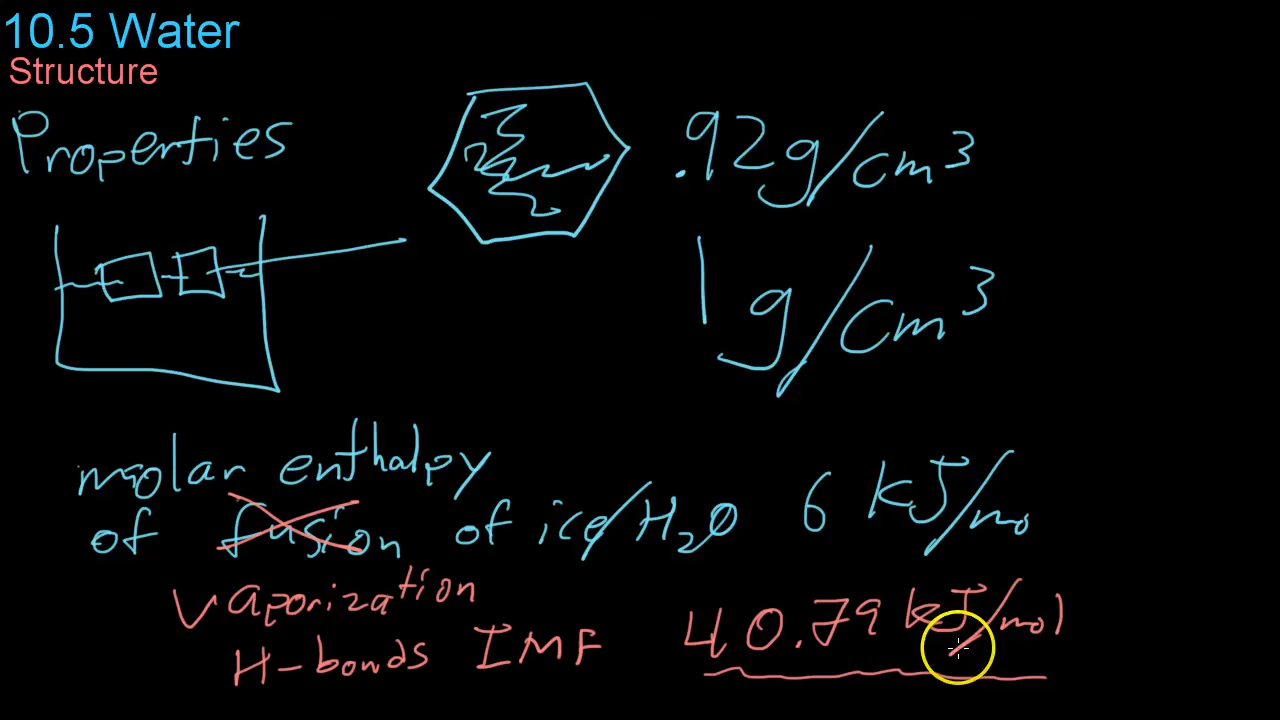 10.5 Water
Structure
Properties
.92g/cm³
1g/cm³
molar enthalpy
of fusion of ice/H₂O 6 kJ/mo
Vaporization
H-bonds IMF 40.79 kJ/mol